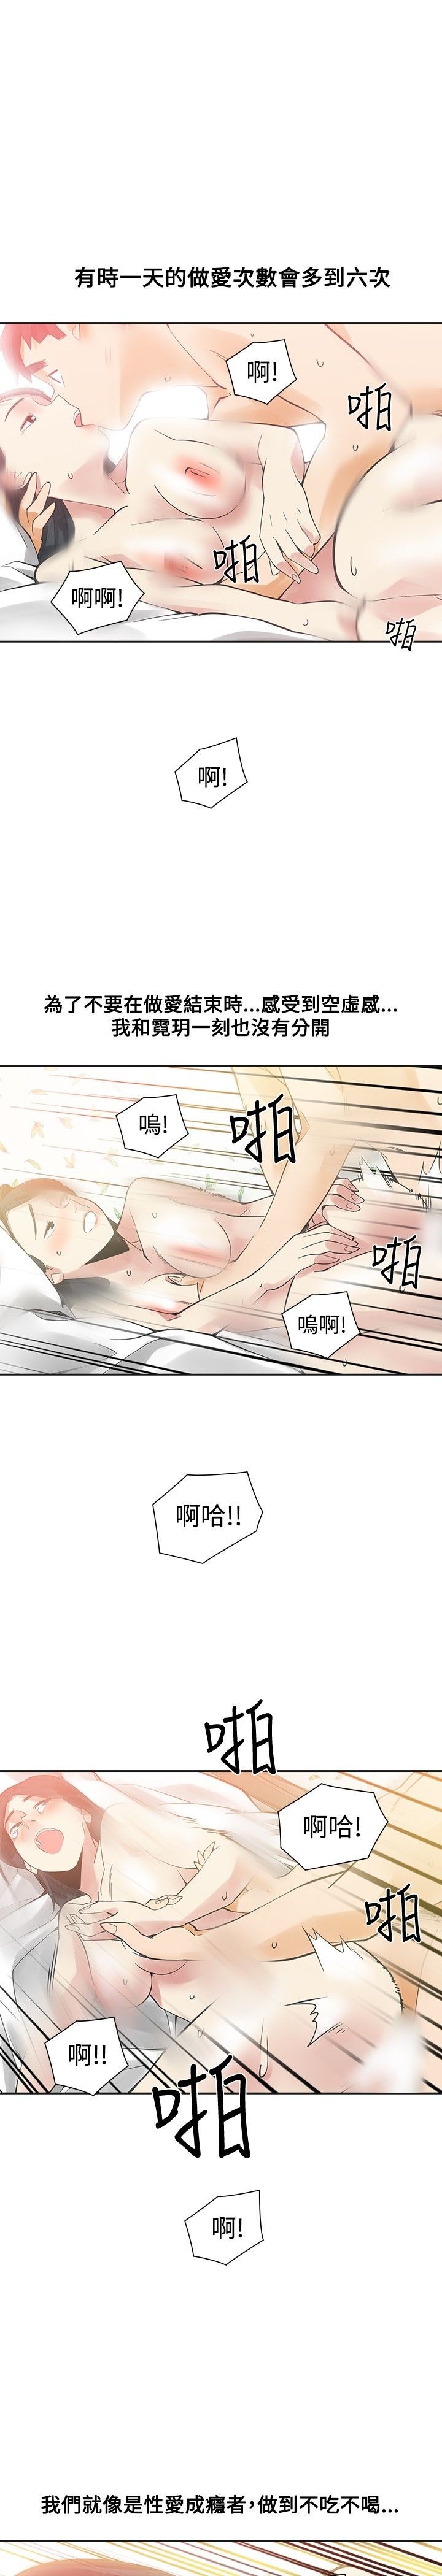 有時一天的做愛次數會多到六次
啊!
啪
啪
啊啊!
啪
啊!
為了不要在做愛結束時...感受到空虛感...
我和霓玥一刻也沒有分開
嗚!
啪
啪
嗚啊!
啊哈!!
啪
啊哈!
啪
啊!!
啪
啊!
我們就像是性愛成癮者,做到不吃不喝...